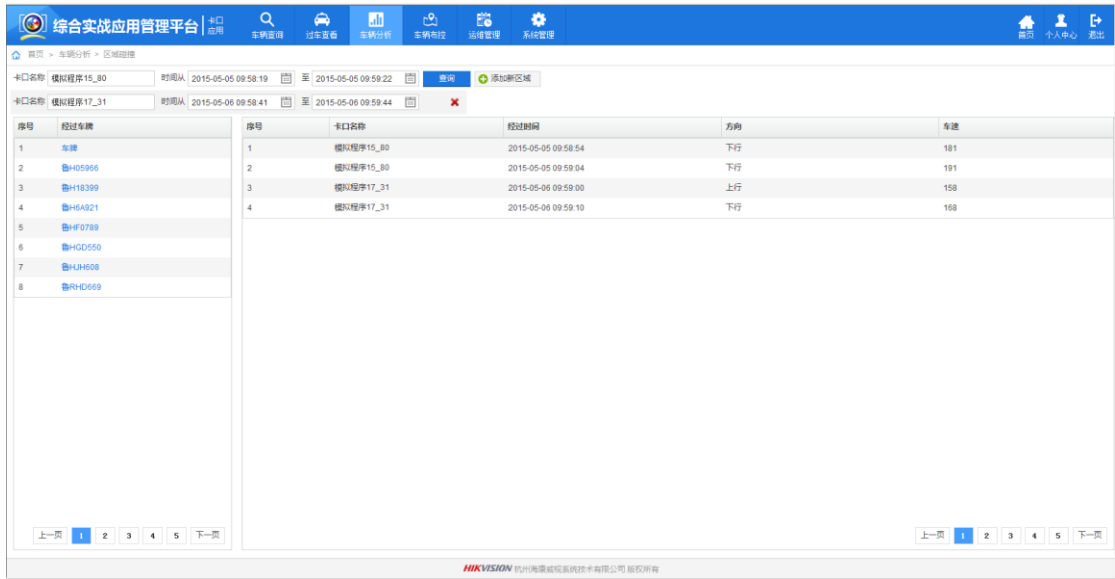 综合实战应用管理平台 卡口应用 车辆查询 过车查看 车辆分析 车辆布控 运维管理 系统管理 首页 个人中心 退出
首页 > 车辆分析 > 区域碰撞
卡口名称 模拟程序15_80 时间从 2015-05-05 09:58:19 至 2015-05-05 09:59:22 查询 添加新区域
卡口名称 模拟程序17_31 时间从 2015-05-06 09:58:41 至 2015-05-06 09:59:44
序号 经过车牌 序号 卡口名称 经过时间 方向 车速
1 车牌 1 模拟程序15_80 2015-05-05 09:58:54 下行 181
2 鲁H05966 2 模拟程序15_80 2015-05-05 09:59:04 下行 191
3 鲁H18399 3 模拟程序17_31 2015-05-06 09:59:00 上行 158
4 鲁H6A921 4 模拟程序17_31 2015-05-06 09:59:10 下行 168
5 鲁HF0789
6 鲁HGD550
7 鲁HJH608
8 鲁RHD669
上一页 1 2 3 4 5 下一页 上一页 1 2 3 4 5 下一页
HIKVISION 杭州海康威视系统技术有限公司 版权所有